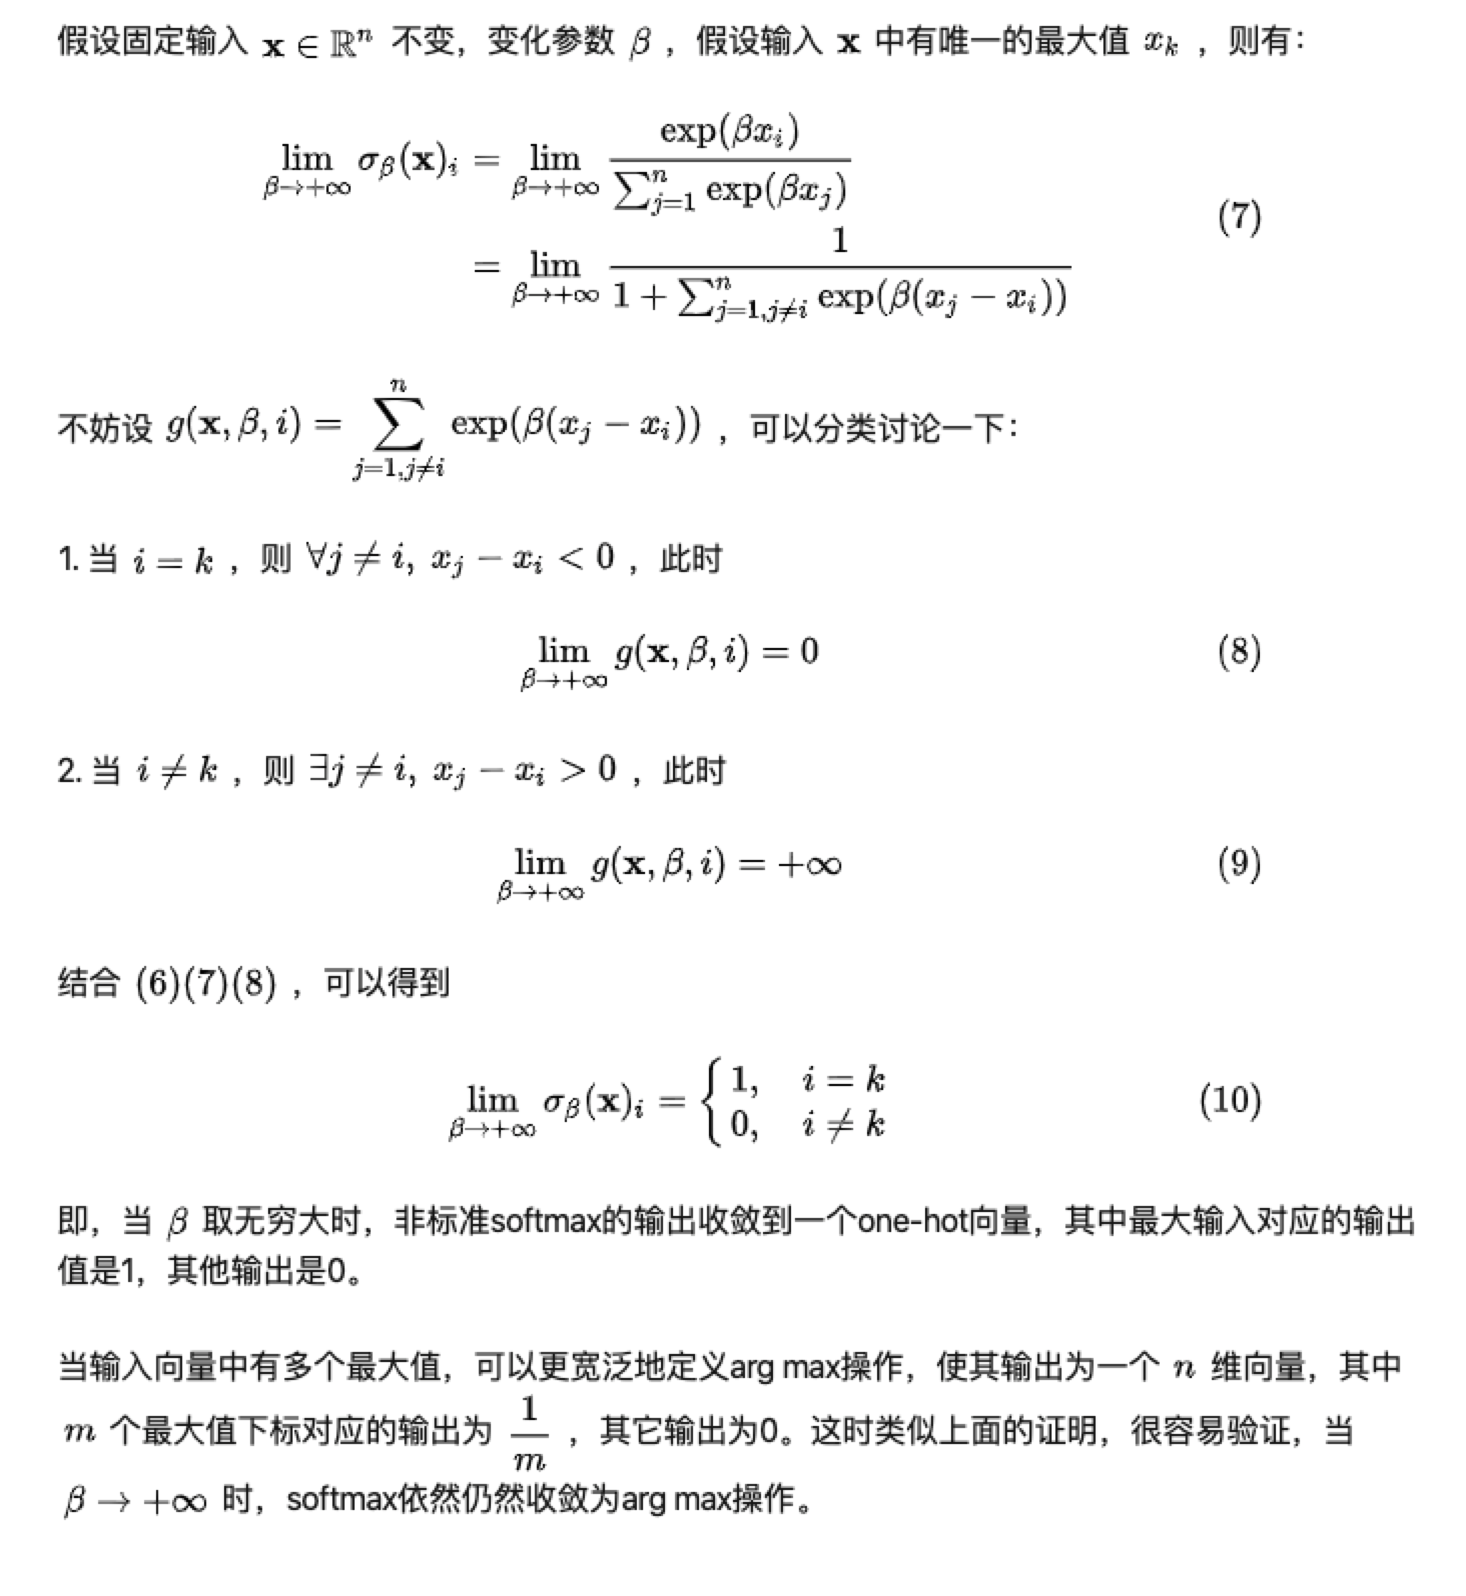 假设固定输入 $\mathbf{x} \in \mathbb{R}^n$ 不变，变化参数 $\beta$ ，假设输入 $\mathbf{x}$ 中有唯一的最大值 $x_k$ ，则有：
$\lim_{\beta \to +\infty} \sigma_\beta(\mathbf{x})_i = \lim_{\beta \to +\infty} \frac{\exp(\beta x_i)}{\sum_{j=1}^n \exp(\beta x_j)}$
$= \lim_{\beta \to +\infty} \frac{1}{1 + \sum_{j=1, j \neq i}^n \exp(\beta(x_j - x_i))}$ (7)
不妨设 $g(\mathbf{x}, \beta, i) = \sum_{j=1, j \neq i}^n \exp(\beta(x_j - x_i))$ ，可以分类讨论一下：
1. 当 $i = k$ ，则 $\forall j \neq i, x_j - x_i < 0$ ，此时
$\lim_{\beta \to +\infty} g(\mathbf{x}, \beta, i) = 0$ (8)
2. 当 $i \neq k$ ，则 $\exists j \neq i, x_j - x_i > 0$ ，此时
$\lim_{\beta \to +\infty} g(\mathbf{x}, \beta, i) = +\infty$ (9)
结合 (6)(7)(8) ，可以得到
$\lim_{\beta \to +\infty} \sigma_\beta(\mathbf{x})_i = \begin{cases} 1, & i = k \\ 0, & i \neq k \end{cases}$ (10)
即，当 $\beta$ 取无穷大时，非标准softmax的输出收敛到一个one-hot向量，其中最大输入对应的输出
值是1，其他输出是0。
当输入向量中有多个最大值，可以更宽泛地定义arg max操作，使其输出为一个 $n$ 维向量，其中
$m$ 个最大值下标对应的输出为 $\frac{1}{m}$ ，其它输出为0。这时类似上面的证明，很容易验证，当
$\beta \to +\infty$ 时，softmax依然仍然收敛为arg max操作。